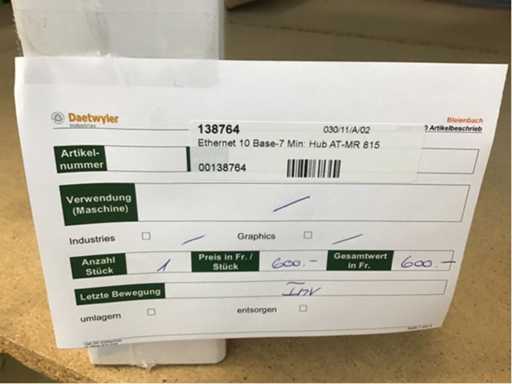 Daetwyler
Industries
Bleienbach
Artikelbeschrieb
138764 030/11/A/02
Ethernet 10 Base-7 Min: Hub AT-MR 815
00138764
Artikel-
nummer
Verwendung
(Maschine)
Industries Graphics
Anzahl
Stück
1
Preis in Fr. /
Stück
600.-
Gesamtwert
in Fr.
600.-
Letzte Bewegung
Inv
umlagern entsorgen